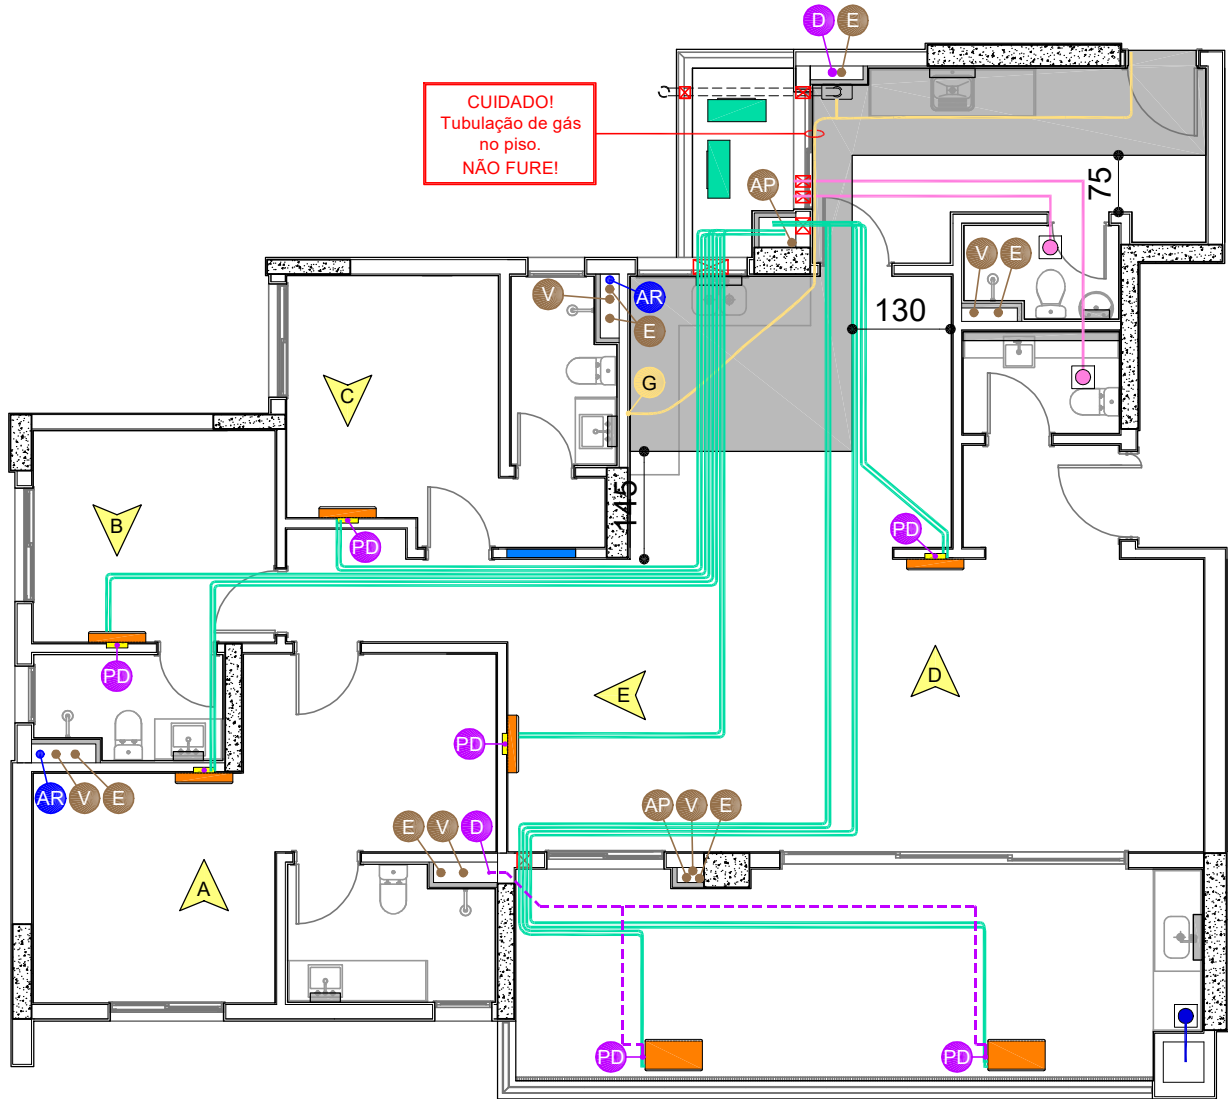 D E
CUIDADO!
Tubulação de gás
no piso.
NÃO FURE!
AP
75
V E
V
AR
E
130
G
C
145
B
PD
PD
PD
E
D
PD
AR V E
PD
E V D
AP V E
A
PD
PD